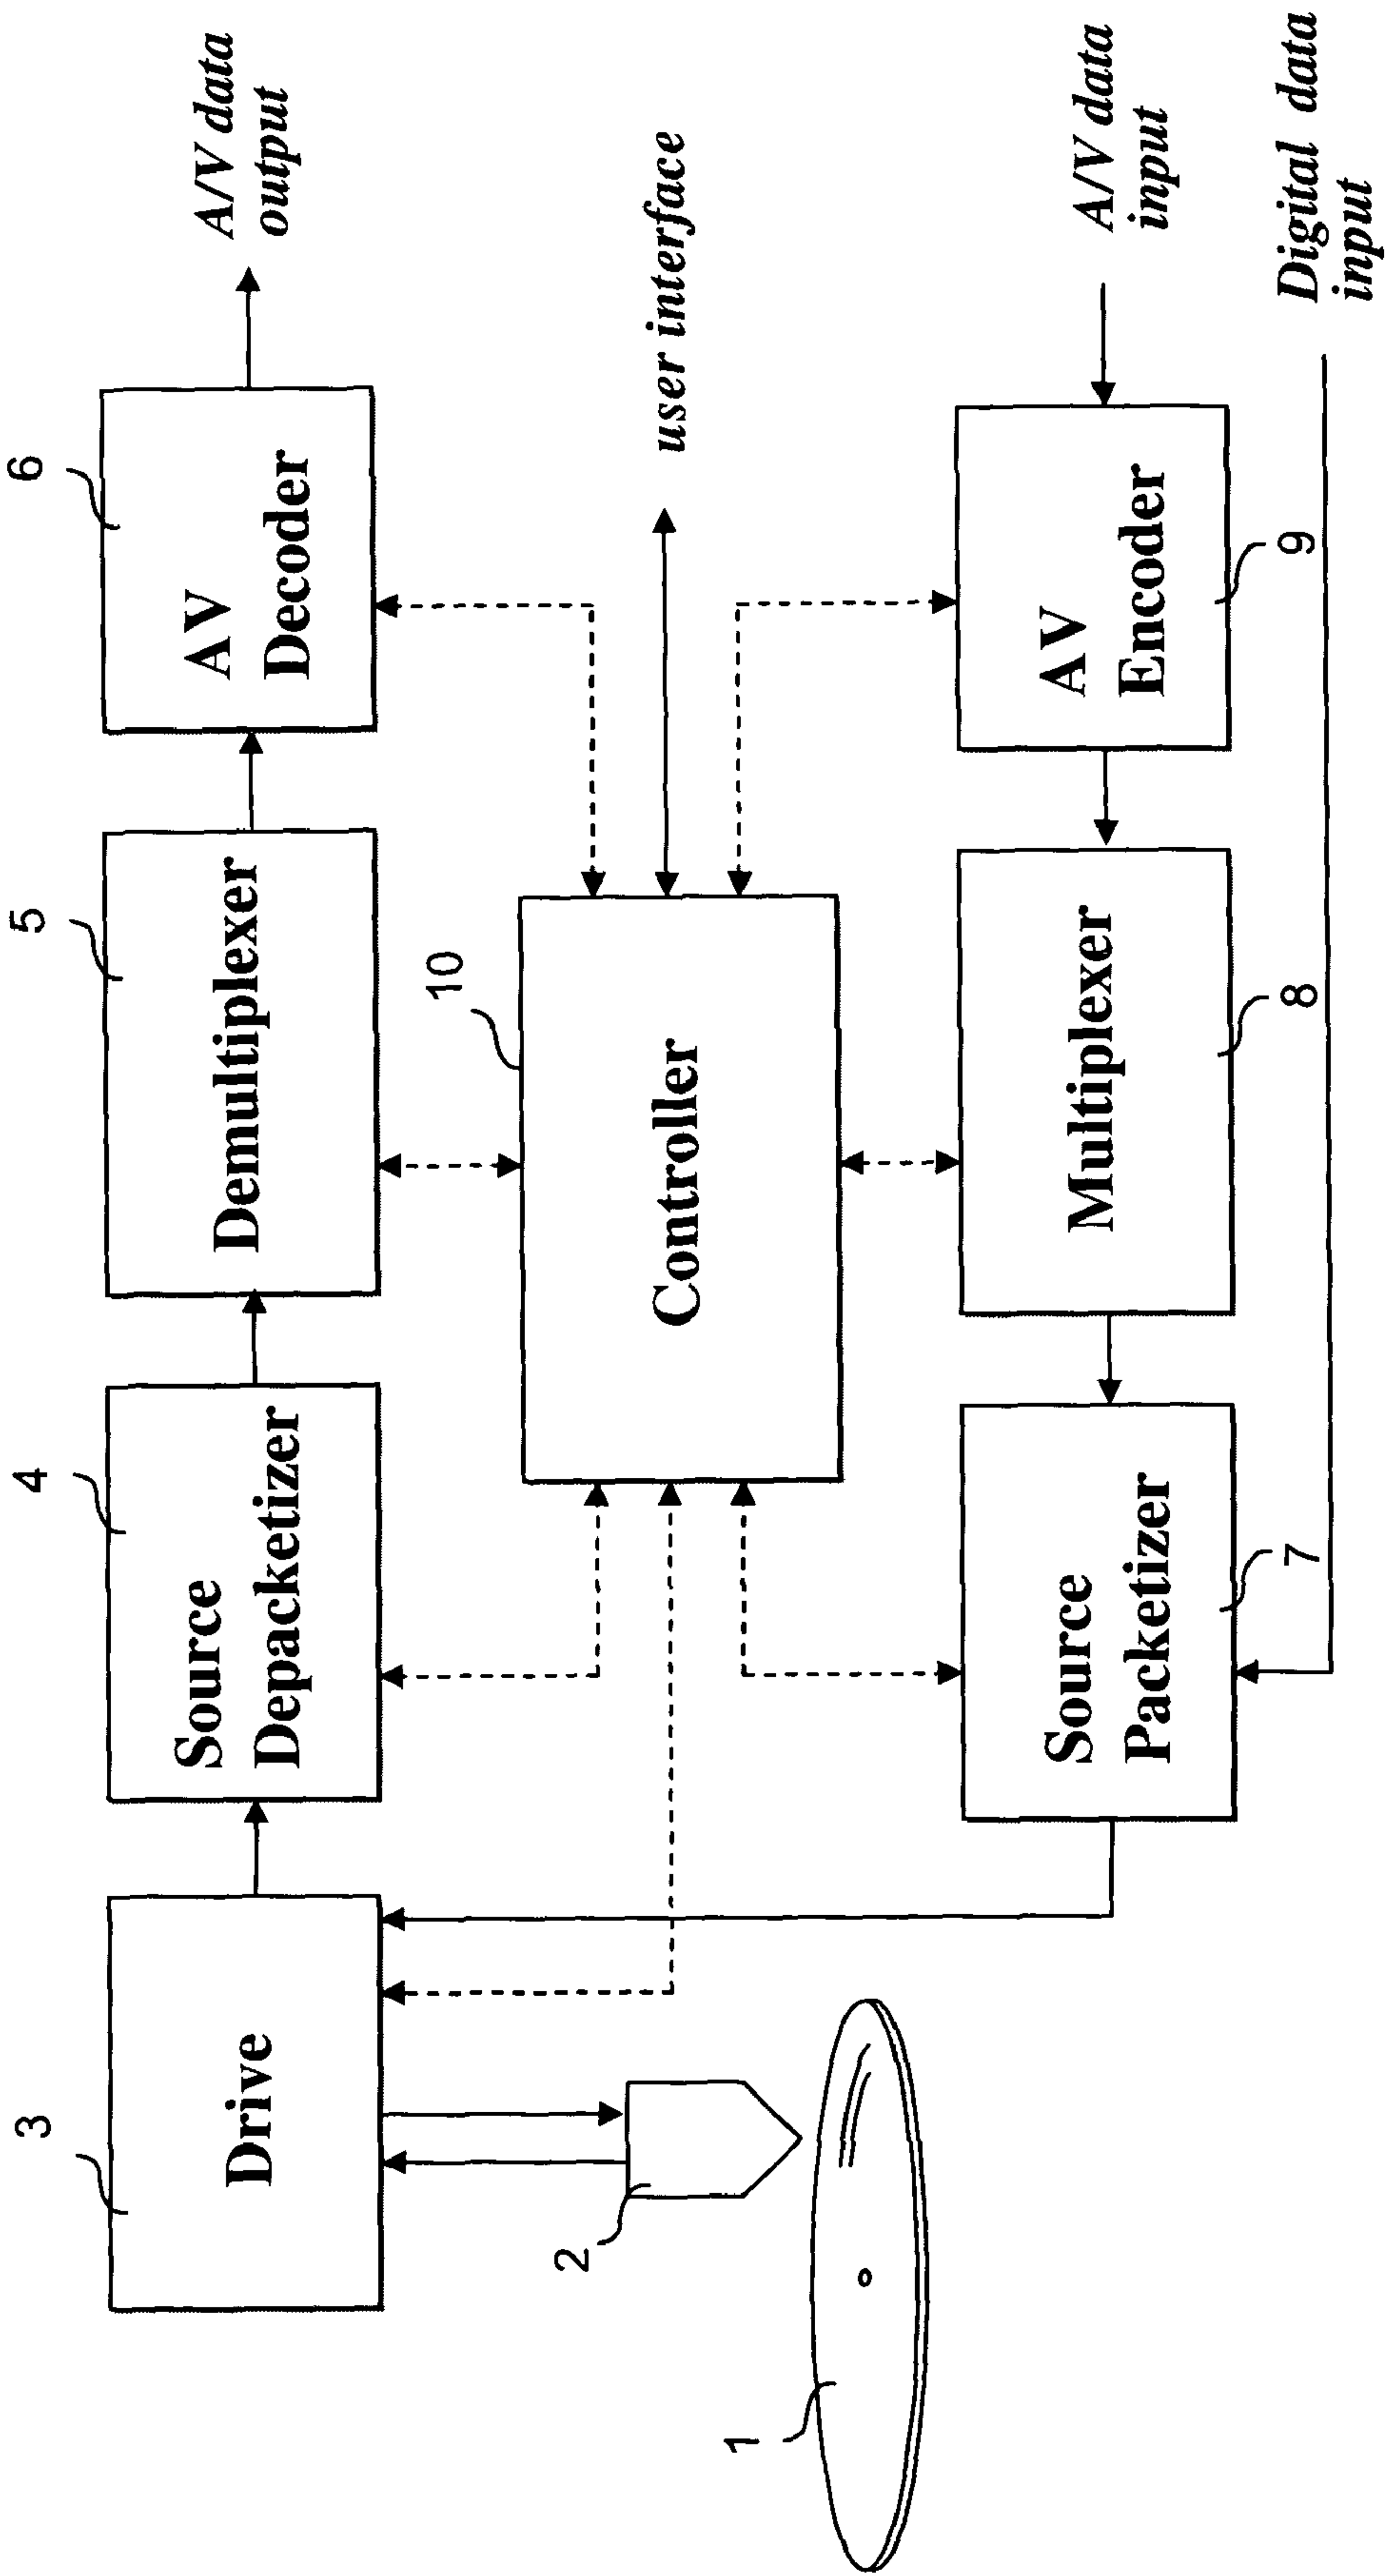 3
Drive
4
Source
Depacketizer
5
Demultiplexer
6
AV
Decoder
A/V data
output
10
Controller
user interface
2
1
Source
Packetizer
7
Multiplexer
8
AV
Encoder
9
A/V data
input
Digital data
input